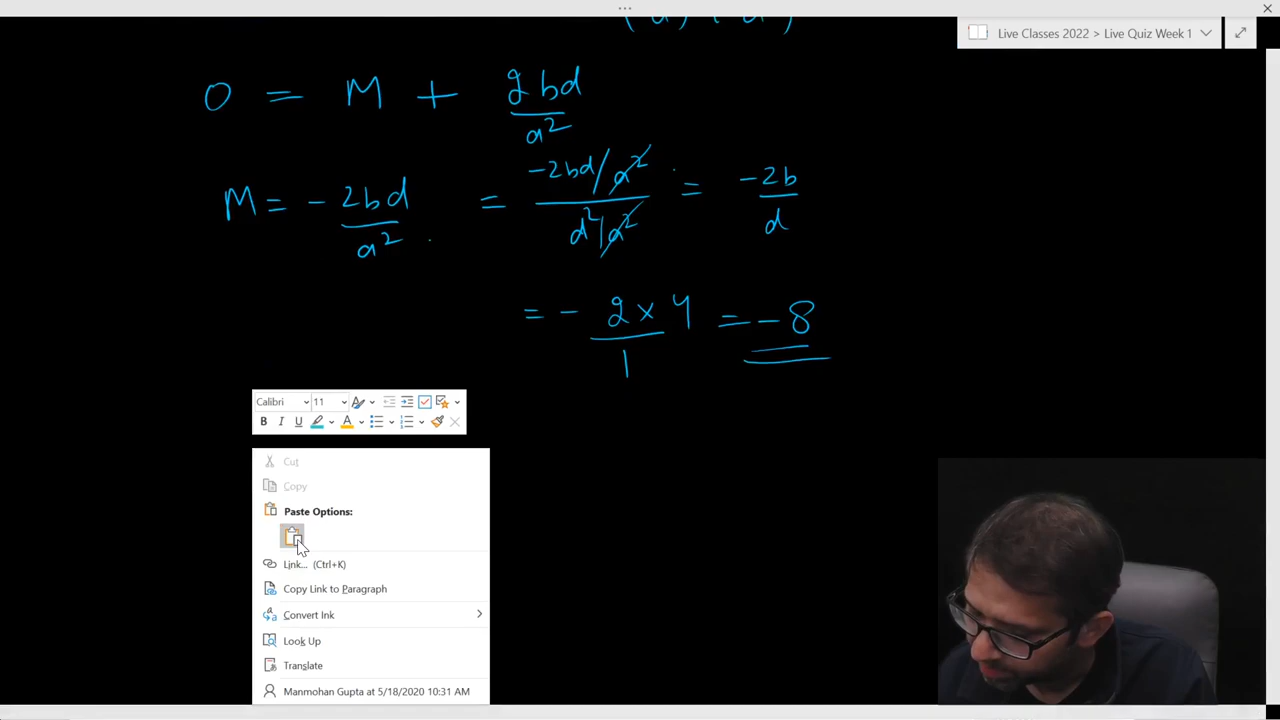 Live Classes 2022 > Live Quiz Week 1
0 = M + 2bd/a²
M = - 2bd/a² = -2bd/a² / d²/a² = -2b/d
= - 2 x 4 / 1 = - 8
Calibri 11
B I U A
Cut
Copy
Paste Options:
Link... (Ctrl+K)
Copy Link to Paragraph
Convert Ink
Look Up
Translate
Manmohan Gupta at 5/18/2020 10:31 AM